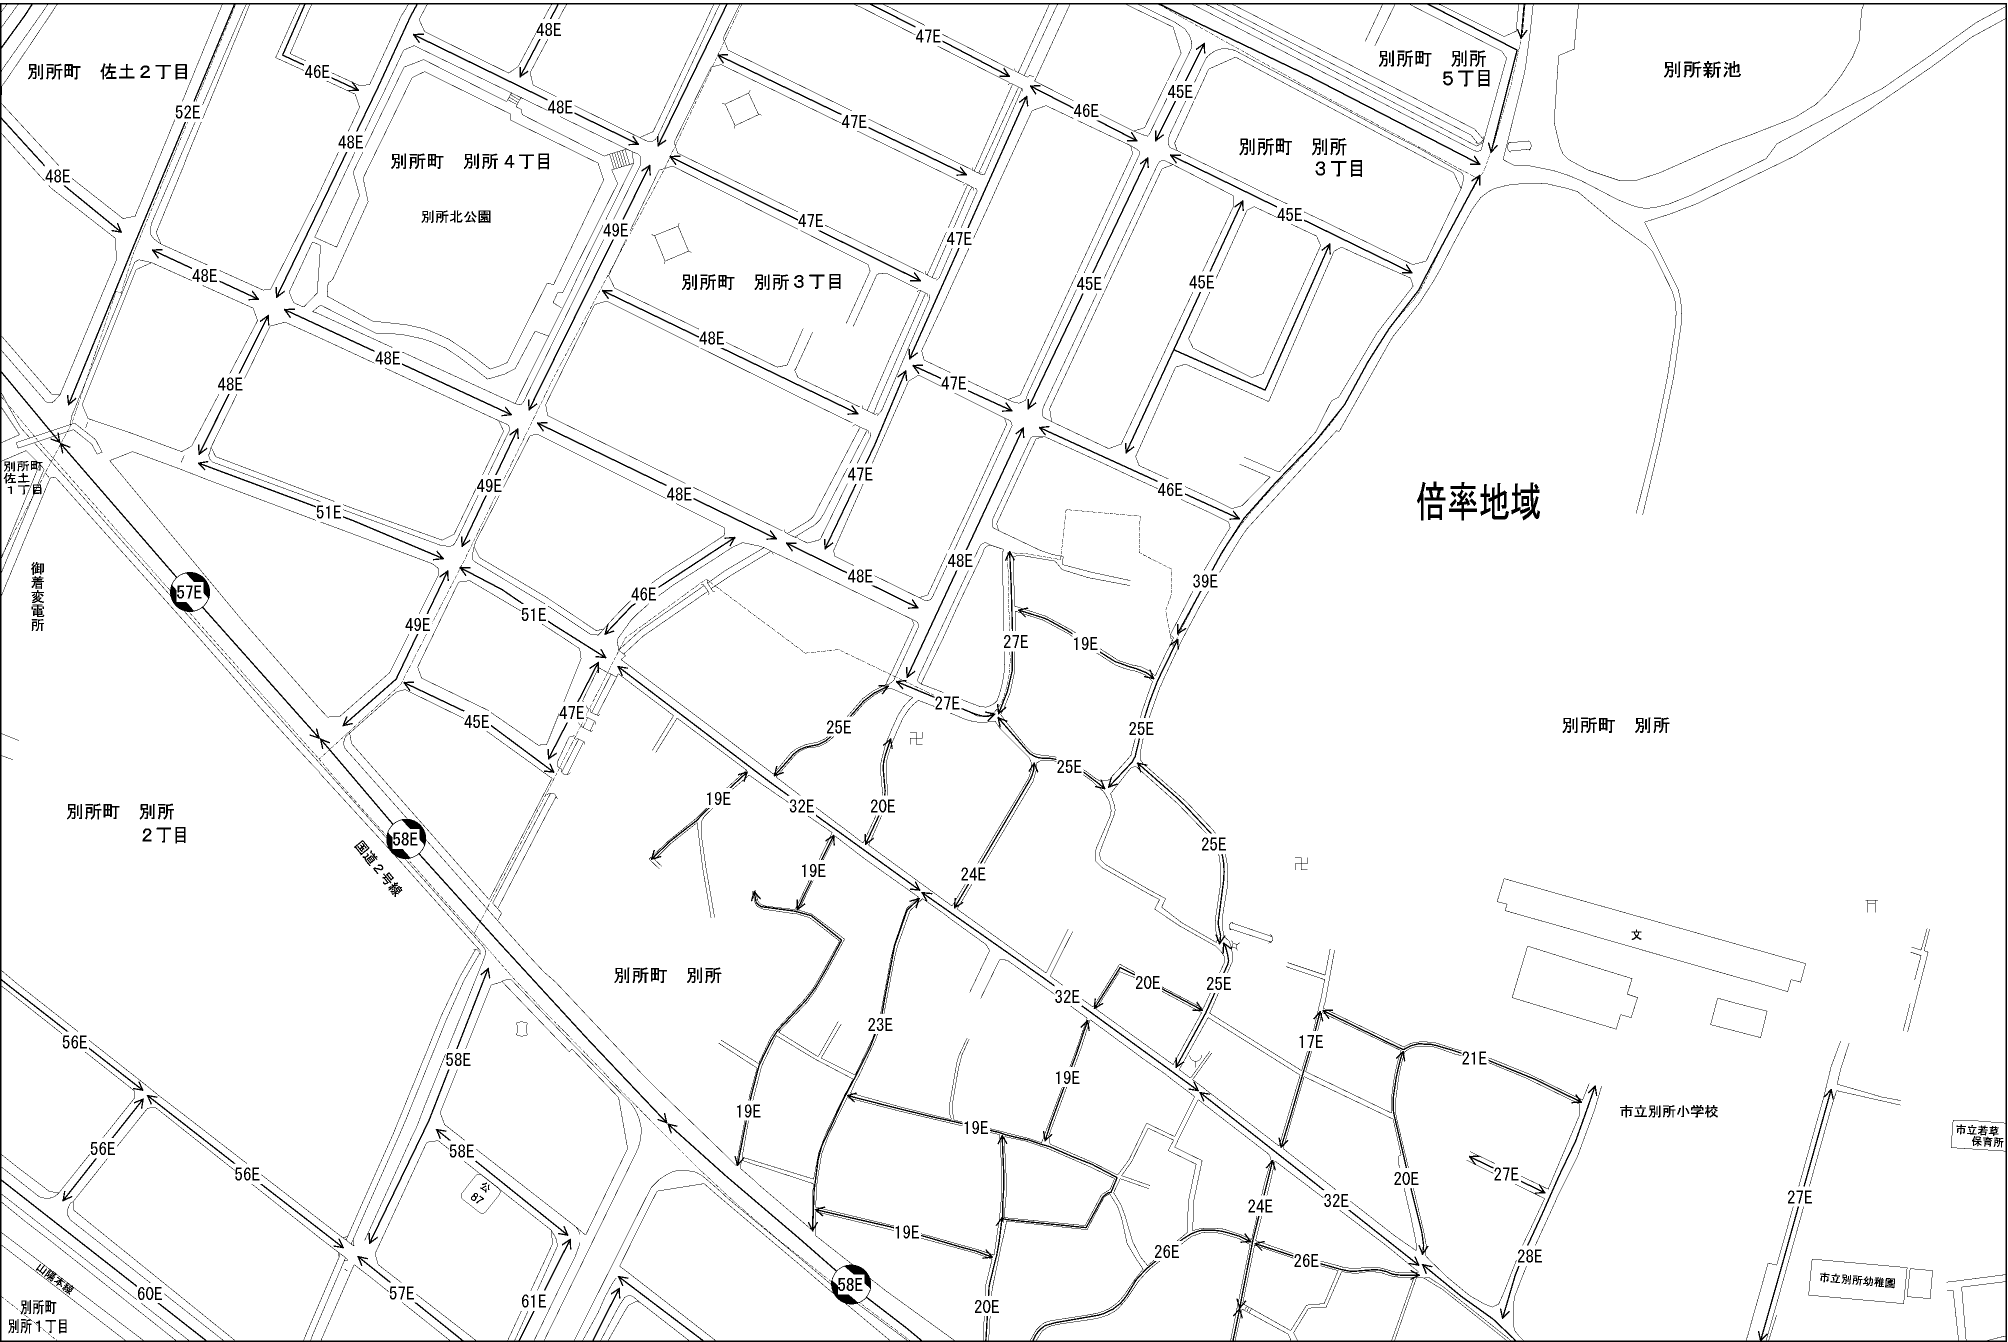 48E
47E
別所町　別所
５丁目
別所新池
別所町　佐土２丁目
46E
52E
48E
45E
46E
47E
48E
別所町　別所４丁目
別所町　別所
３丁目
48E
別所北公園
47E
45E
49E
47E
48E
別所町　別所３丁目
45E
45E
48E
48E
48E
47E
別所町
佐土
１丁目
47E
49E
48E
46E
倍率地域
51E
48E
48E
39E
57E
御着変電所
46E
51E
49E
27E
19E
27E
47E
45E
25E
25E
別所町　別所
25E
19E
32E
20E
別所町　別所
２丁目
58E
25E
国道２号線
19E
24E
文
別所町　別所
20E
25E
32E
23E
56E
17E
58E
21E
19E
19E
市立別所小学校
19E
市立若草
保育所
56E
58E
56E
27E
20E
公
87
32E
27E
24E
19E
26E
26E
28E
山陽本線
60E
57E
61E
58E
市立別所幼稚園
20E
別所町
別所１丁目